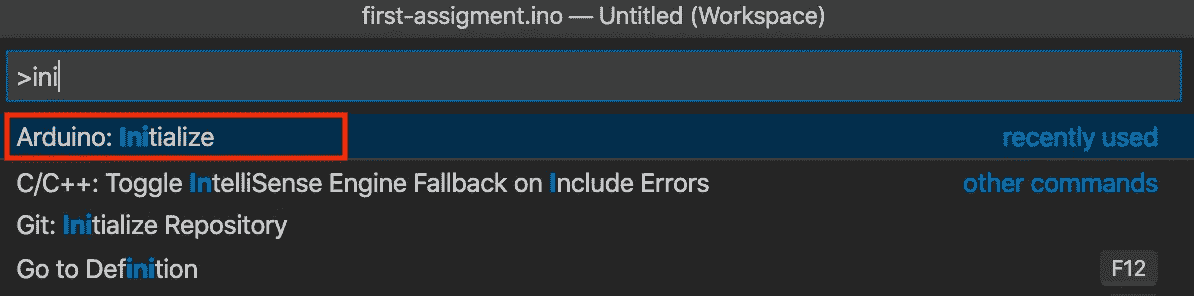 first-assigment.ino — Untitled (Workspace)
>ini
Arduino: Initialize recently used
C/C++: Toggle IntelliSense Engine Fallback on Include Errors other commands
Git: Initialize Repository
Go to Definition F12